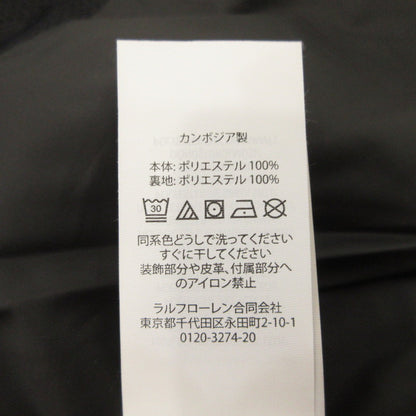 カンボジア製
本体: ポリエステル 100%
裏地: ポリエステル 100%
30
同系色どうしで洗ってください
すぐに干してください
装飾部分や皮革、付属部分へ
のアイロン禁止
ラルフローレン合同会社
東京都千代田区永田町2-10-1
0120-3274-20